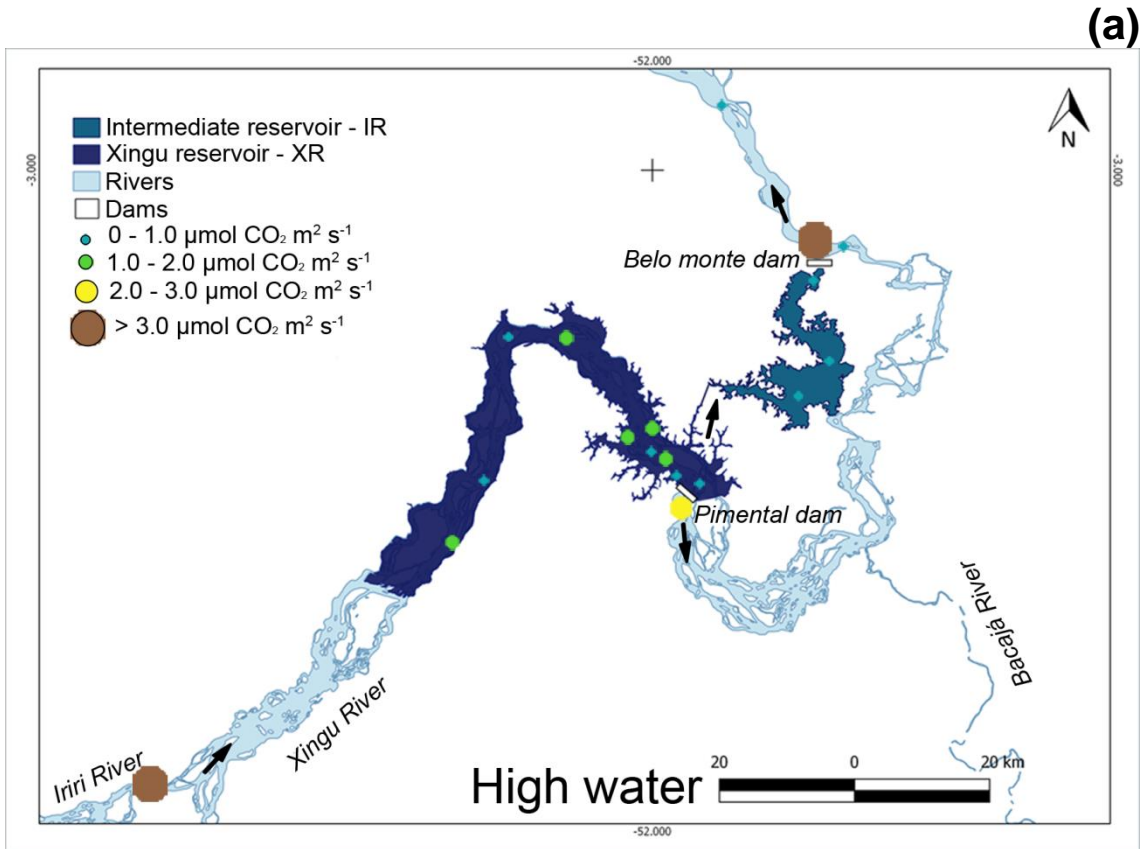 (a)
-52.000
N
-3.000
-3.000
Intermediate reservoir - IR
Xingu reservoir - XR
Rivers
Dams
0 - 1.0 µmol CO₂ m² s⁻¹
1.0 - 2.0 µmol CO₂ m² s⁻¹
2.0 - 3.0 µmol CO₂ m² s⁻¹
> 3.0 µmol CO₂ m² s⁻¹
Belo monte dam
Pimental dam
Bacajá River
Xingu River
Iriri River
High water
20 0 20 km
-52.000